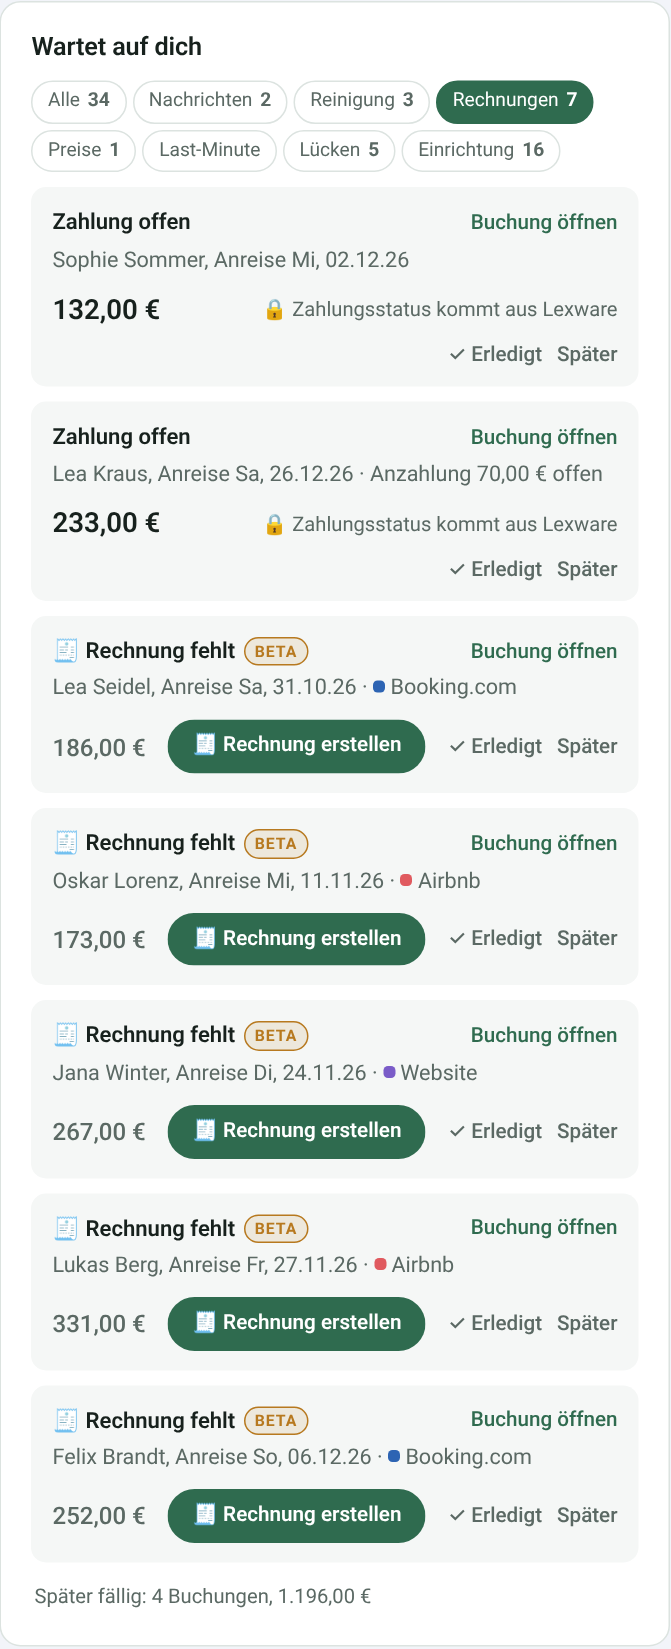 Wartet auf dich
Alle 34 Nachrichten 2 Reinigung 3 Rechnungen 7
Preise 1 Last-Minute Lücken 5 Einrichtung 16
Zahlung offen Buchung öffnen
Sophie Sommer, Anreise Mi, 02.12.26
132,00 € 🔒 Zahlungsstatus kommt aus Lexware
✓ Erledigt Später
Zahlung offen Buchung öffnen
Lea Kraus, Anreise Sa, 26.12.26 · Anzahlung 70,00 € offen
233,00 € 🔒 Zahlungsstatus kommt aus Lexware
✓ Erledigt Später
🧾 Rechnung fehlt BETA Buchung öffnen
Lea Seidel, Anreise Sa, 31.10.26 · Booking.com
186,00 € 🧾 Rechnung erstellen ✓ Erledigt Später
🧾 Rechnung fehlt BETA Buchung öffnen
Oskar Lorenz, Anreise Mi, 11.11.26 · Airbnb
173,00 € 🧾 Rechnung erstellen ✓ Erledigt Später
🧾 Rechnung fehlt BETA Buchung öffnen
Jana Winter, Anreise Di, 24.11.26 · Website
267,00 € 🧾 Rechnung erstellen ✓ Erledigt Später
🧾 Rechnung fehlt BETA Buchung öffnen
Lukas Berg, Anreise Fr, 27.11.26 · Airbnb
331,00 € 🧾 Rechnung erstellen ✓ Erledigt Später
🧾 Rechnung fehlt BETA Buchung öffnen
Felix Brandt, Anreise So, 06.12.26 · Booking.com
252,00 € 🧾 Rechnung erstellen ✓ Erledigt Später
Später fällig: 4 Buchungen, 1.196,00 €